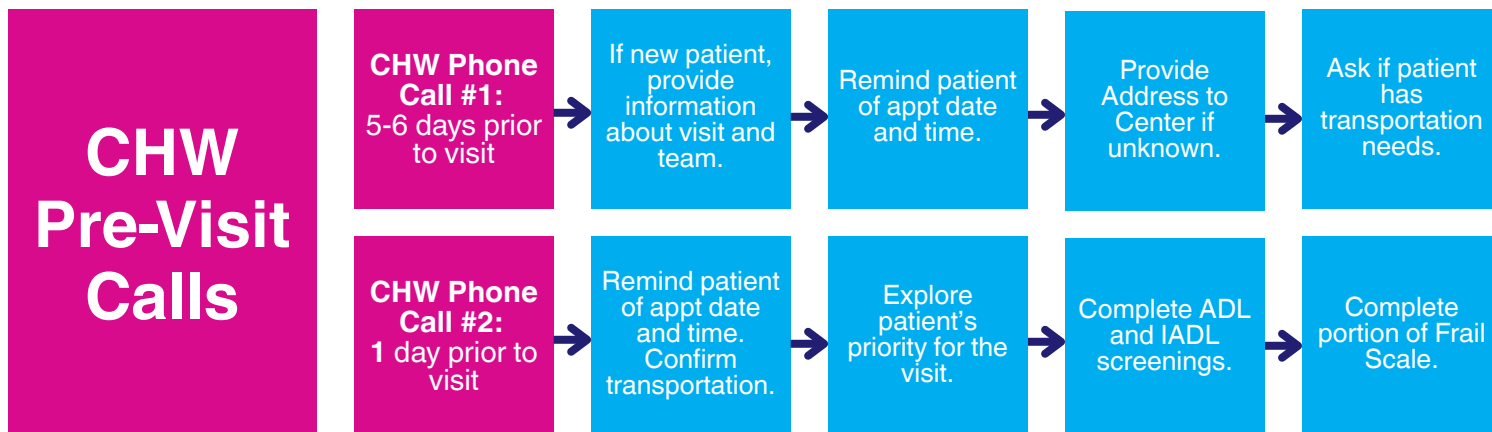 CHW
Pre-Visit
Calls
CHW Phone
Call #1:
5-6 days prior
to visit
If new patient,
provide
information
about visit and
team.
Remind patient
of appt date
and time.
Provide
Address to
Center if
unknown.
Ask if patient
has
transportation
needs.
CHW Phone
Call #2:
1 day prior to
visit
Remind patient
of appt date
and time.
Confirm
transportation.
Explore
patient’s
priority for the
visit.
Complete ADL
and IADL
screenings.
Complete
portion of Frail
Scale.